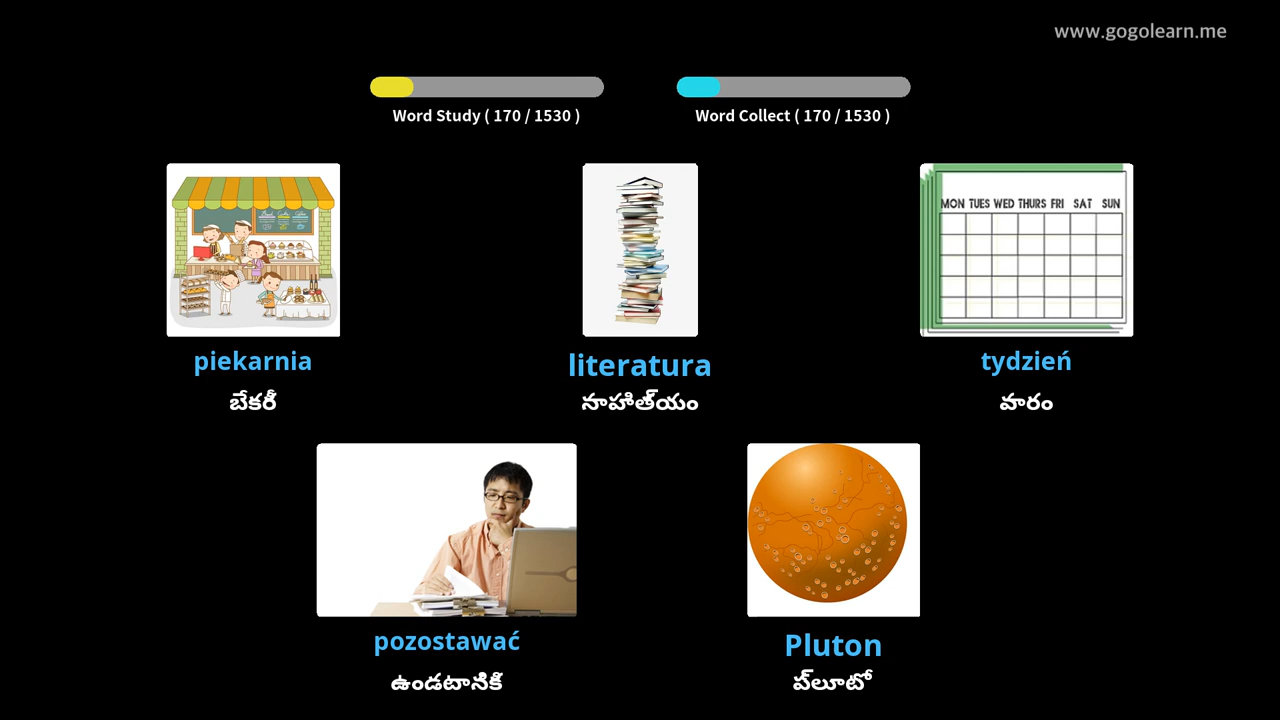 www.gogolearn.me
Word Study ( 170 / 1530 )
Word Collect ( 170 / 1530 )
MON TUES WED THURS FRI SAT SUN
piekarnia
literatura
tydzień
బేకరీ
సాహిత్యం
వారం
pozostawać
Pluton
ఉండటానికి
ప్లూటో